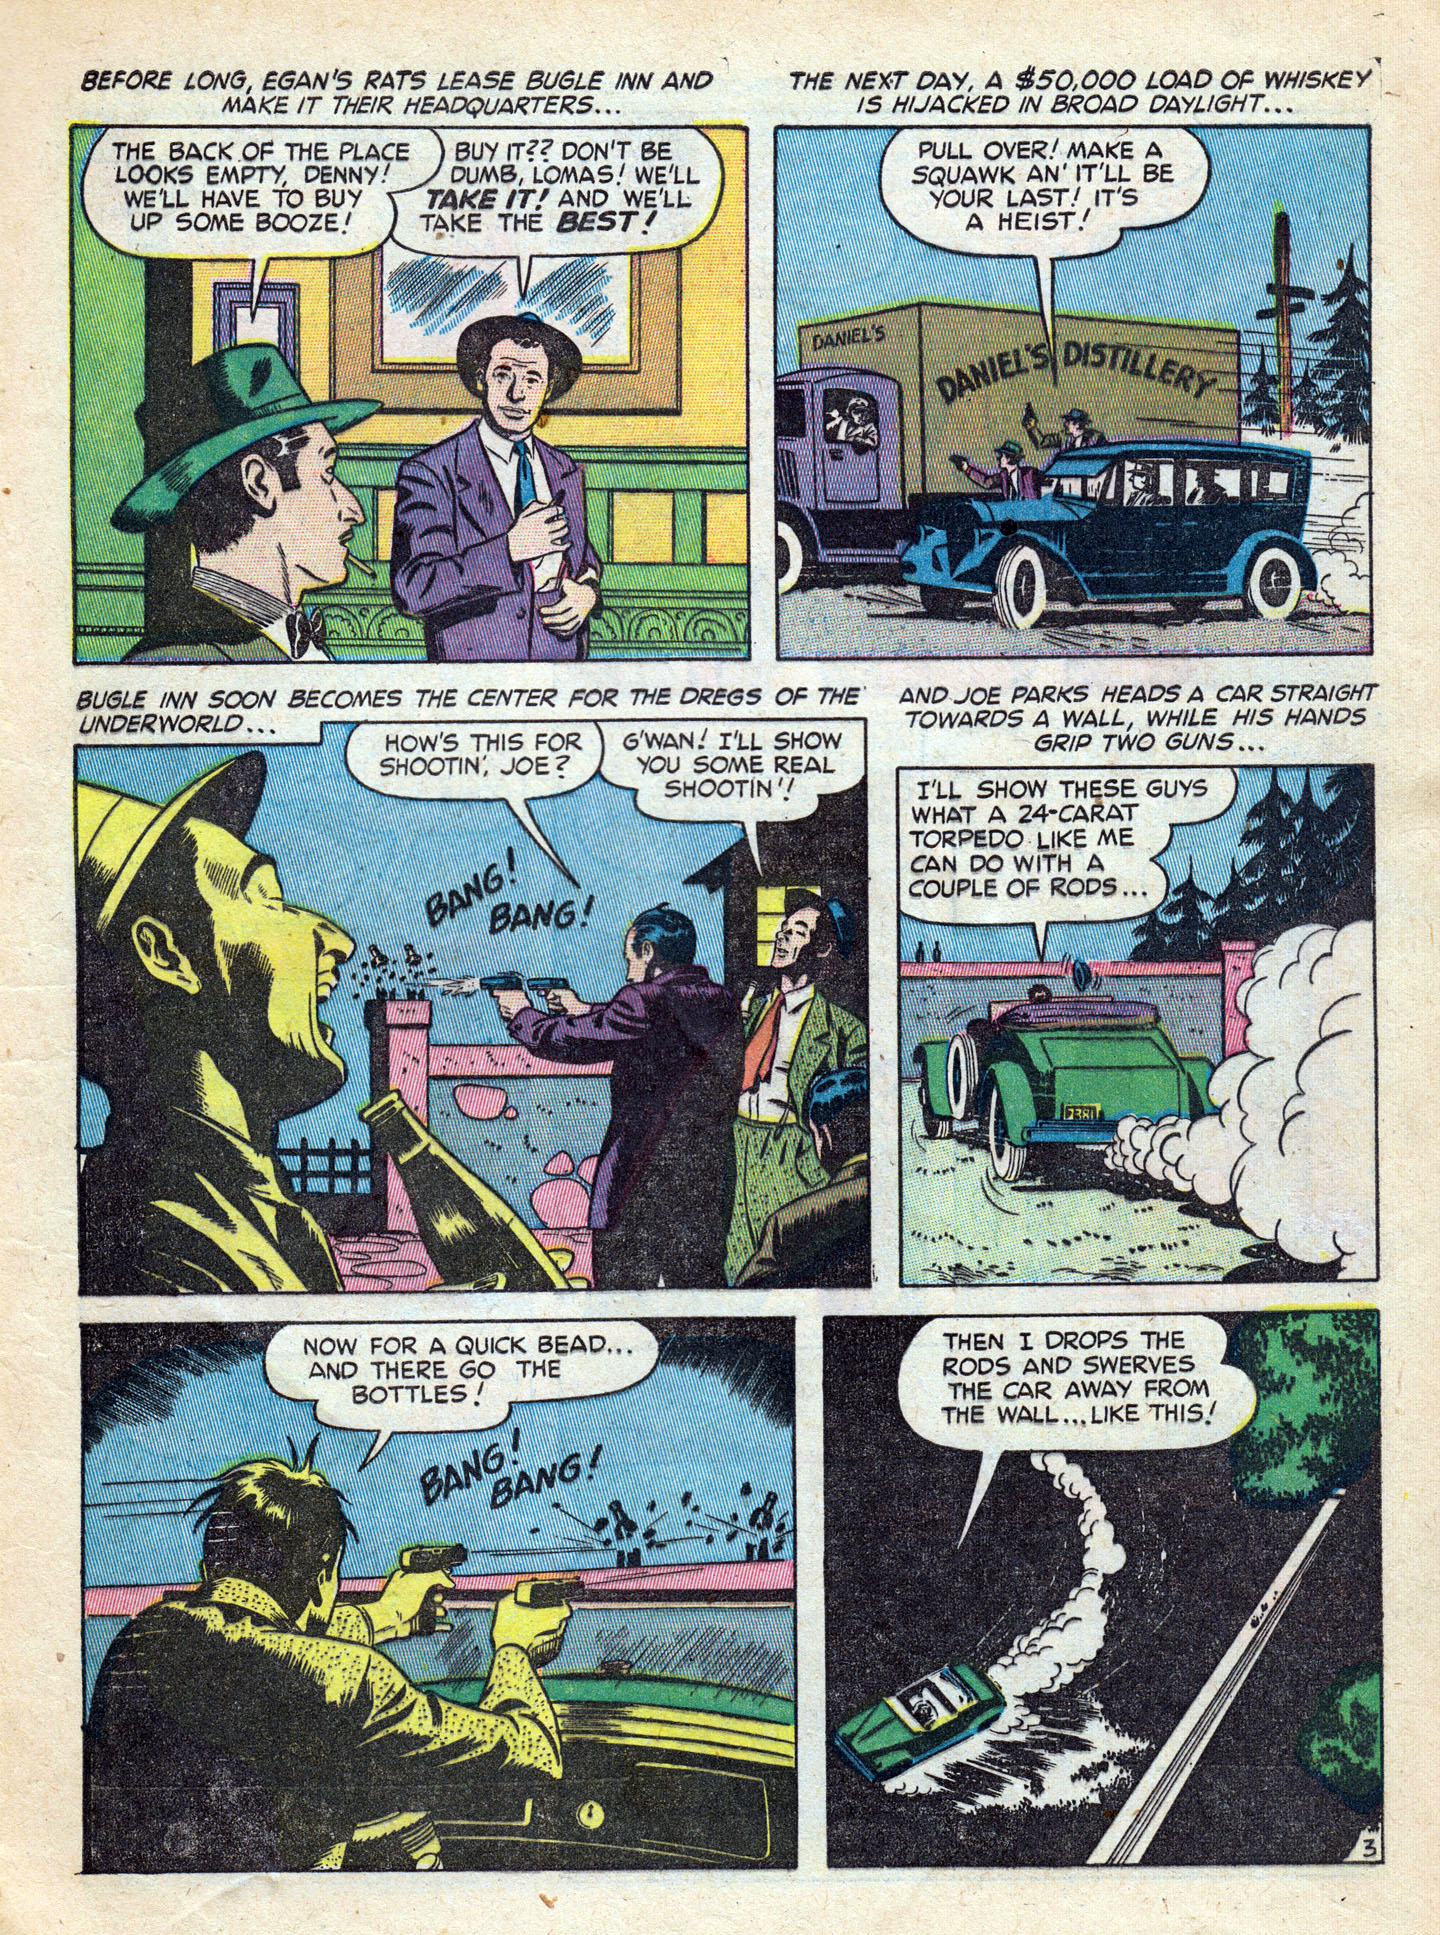 BEFORE LONG, EGAN'S RATS LEASE BUGLE INN AND
MAKE IT THEIR HEADQUARTERS...
THE BACK OF THE PLACE
LOOKS EMPTY, DENNY!
WE'LL HAVE TO BUY
UP SOME BOOZE!
BUY IT?? DON'T BE
DUMB, LOMAS! WE'LL
TAKE IT! AND WE'LL
TAKE THE BEST!
THE NEXT DAY, A $50,000 LOAD OF WHISKEY
IS HIJACKED IN BROAD DAYLIGHT...
PULL OVER! MAKE A
SQUAWK AN' IT'LL BE
YOUR LAST! IT'S
A HEIST!
DANIEL'S
DANIEL'S DISTILLERY
BUGLE INN SOON BECOMES THE CENTER FOR THE DREGS OF THE
UNDERWORLD...
HOW'S THIS FOR
SHOOTIN', JOE?
G'WAN! I'LL SHOW
YOU SOME REAL
SHOOTIN'!
BANG!
BANG!
AND JOE PARKS HEADS A CAR STRAIGHT
TOWARDS A WALL, WHILE HIS HANDS
GRIP TWO GUNS...
I'LL SHOW THESE GUYS
WHAT A 24-CARAT
TORPEDO LIKE ME
CAN DO WITH A
COUPLE OF RODS...
NOW FOR A QUICK BEAD...
AND THERE GO THE
BOTTLES!
BANG!
BANG!
THEN I DROPS THE
RODS AND SWERVES
THE CAR AWAY FROM
THE WALL...LIKE THIS!
3